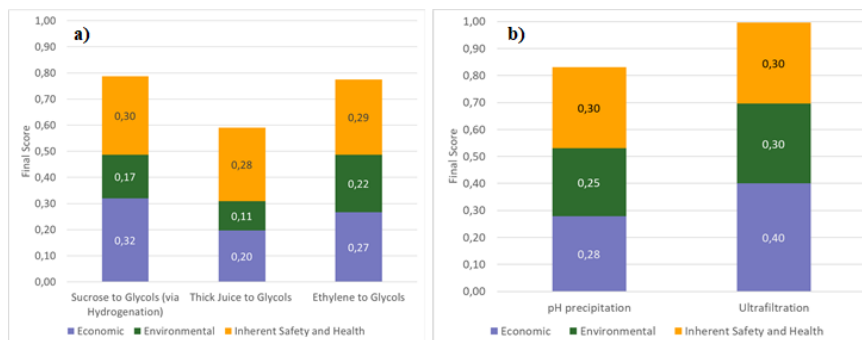 a)
Final Score
1,00
0,90
0,80
0,70
0,60
0,50
0,40
0,30
0,20
0,10
0,00
0,30
0,17
0,32
0,28
0,11
0,20
0,29
0,22
0,27
Sucrose to Glycols (via
Hydrogenation)
Thick Juice to Glycols
Ethylene to Glycols
Economic
Environmental
Inherent Safety and Health
b)
Final Score
1,00
0,90
0,80
0,70
0,60
0,50
0,40
0,30
0,20
0,10
0,00
0,30
0,25
0,28
0,30
0,30
0,40
pH precipitation
Ultrafiltration
Economic
Environmental
Inherent Safety and Health